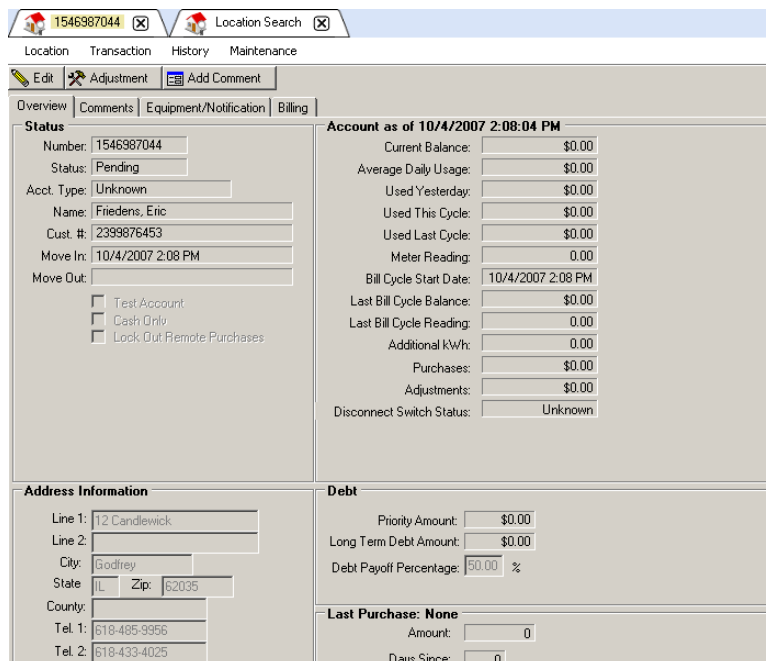 1546987044 Location Search
Location Transaction History Maintenance
Edit Adjustment Add Comment
Overview Comments Equipment/Notification Billing
Status
Number: 1546987044
Status: Pending
Acct. Type: Unknown
Name: Friedens, Eric
Cust. #: 2399876453
Move In: 10/4/2007 2:08 PM
Move Out:
Test Account
Cash Only
Lock Out Remote Purchases
Account as of 10/4/2007 2:08:04 PM
Current Balance: $0.00
Average Daily Usage: $0.00
Used Yesterday: $0.00
Used This Cycle: $0.00
Used Last Cycle: $0.00
Meter Reading: 0.00
Bill Cycle Start Date: 10/4/2007 2:08 PM
Last Bill Cycle Balance: $0.00
Last Bill Cycle Reading: 0.00
Additional kWh: 0.00
Purchases: $0.00
Adjustments: $0.00
Disconnect Switch Status: Unknown
Address Information
Line 1: 12 Candlewick
Line 2:
City: Godfrey
State IL Zip: 62035
County:
Tel. 1: 618-485-9956
Tel. 2: 618-433-4025
Debt
Priority Amount: $0.00
Long Term Debt Amount: $0.00
Debt Payoff Percentage: 50.00 %
Last Purchase: None
Amount: 0
Days Since: 0